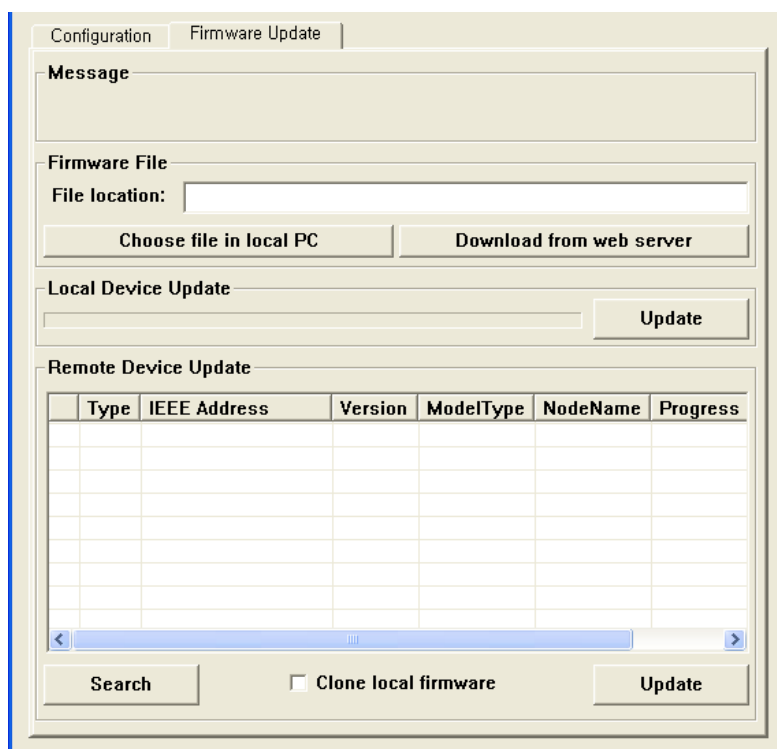 Configuration Firmware Update
Message
Firmware File
File location:
Choose file in local PC Download from web server
Local Device Update
Update
Remote Device Update
Type IEEE Address Version ModelType NodeName Progress
Search Clone local firmware Update